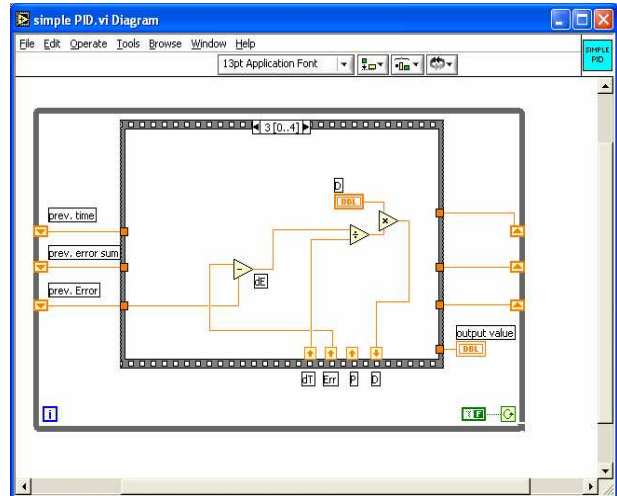 simple PID.vi Diagram
File Edit Operate Tools Browse Window Help
13pt Application Font
SIMPLE
PID
3 [0..4]
D
DBL
prev. time
prev. error sum
prev. Error
dE
output value
DBL
dT Err P D
i
F